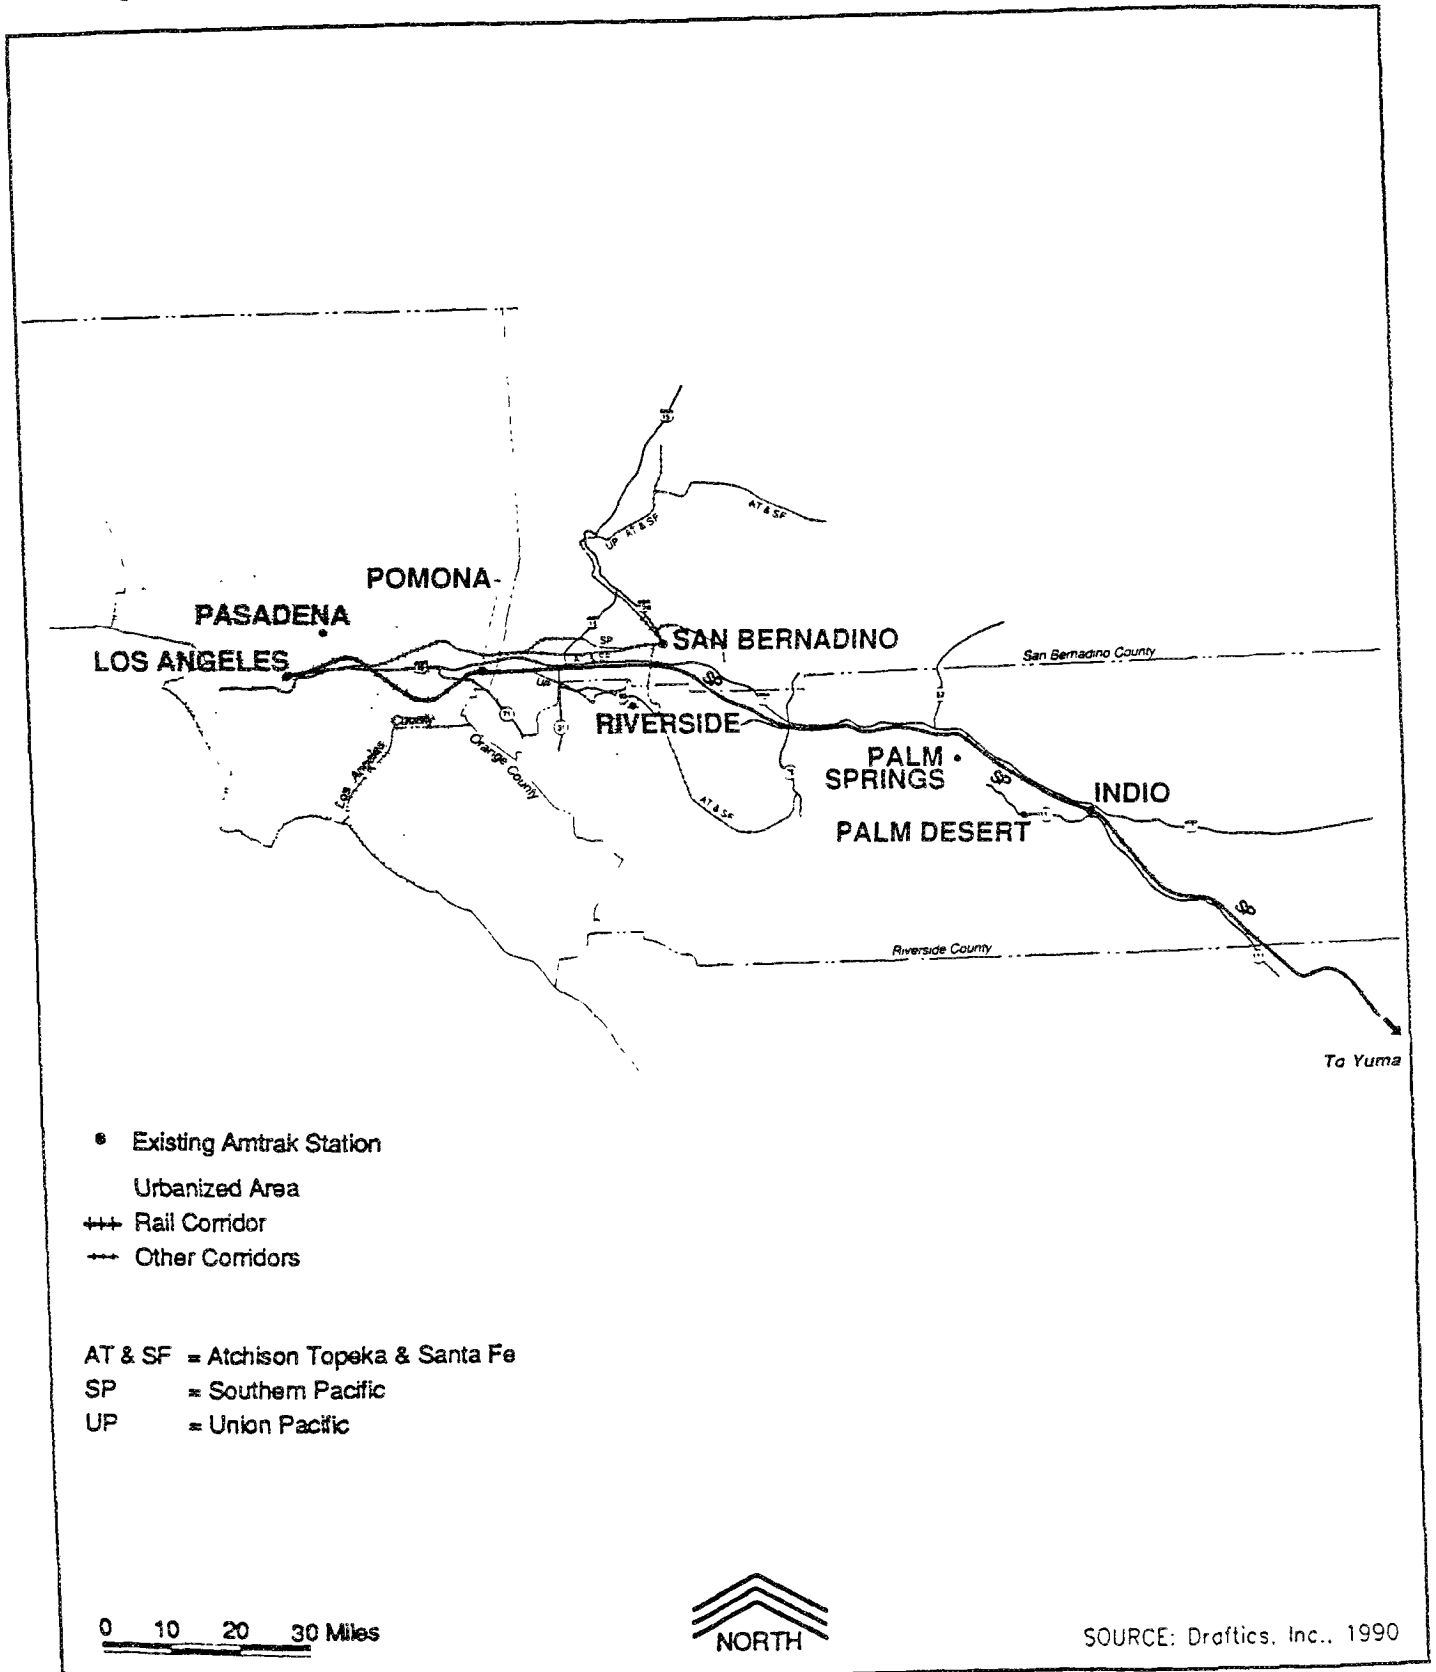 AT & SF
UP AT & SF
POMONA
PASADENA
SP
SAN BERNADINO
LOS ANGELES
San Bernadino County
SP
County
RIVERSIDE
Orange County
Los Angeles
PALM
SPRINGS
SP
INDIO
AT & SF
PALM DESERT
SP
Riverside County
To Yuma
Existing Amtrak Station
Urbanized Area
Rail Corridor
Other Corridors
AT & SF = Atchison Topeka & Santa Fe
SP = Southern Pacific
UP = Union Pacific
0 10 20 30 Miles
NORTH
SOURCE: Draftics, Inc., 1990